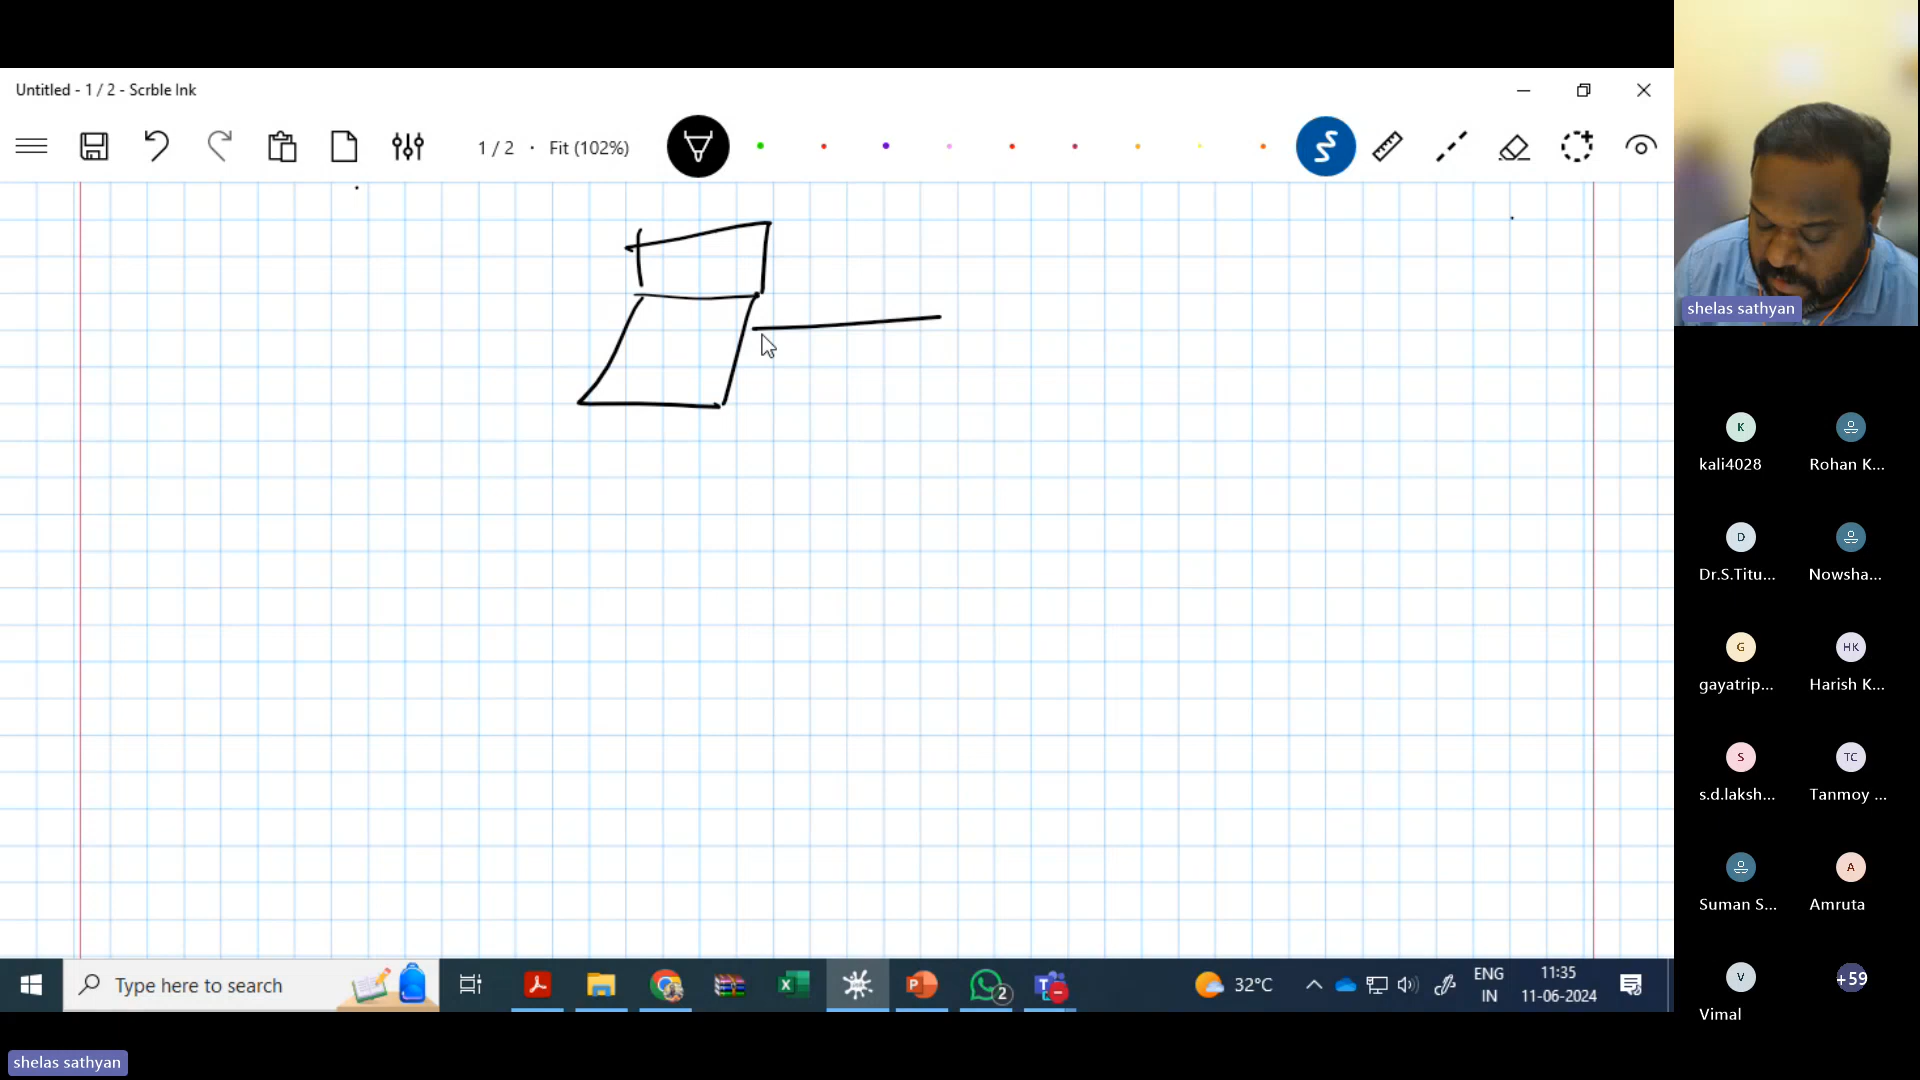 Untitled - 1 / 2 - Scrble Ink
1 / 2 · Fit (102%)
shelas sathyan
K
kali4028
Rohan K...
D
Dr.S.Titu...
Nowsha...
G
gayatrip...
HK
Harish K...
S
s.d.laksh...
TC
Tanmoy ...
Suman S...
A
Amruta
V
Vimal
+59
Type here to search
2
32°C
ENG
IN
11:35
11-06-2024
shelas sathyan